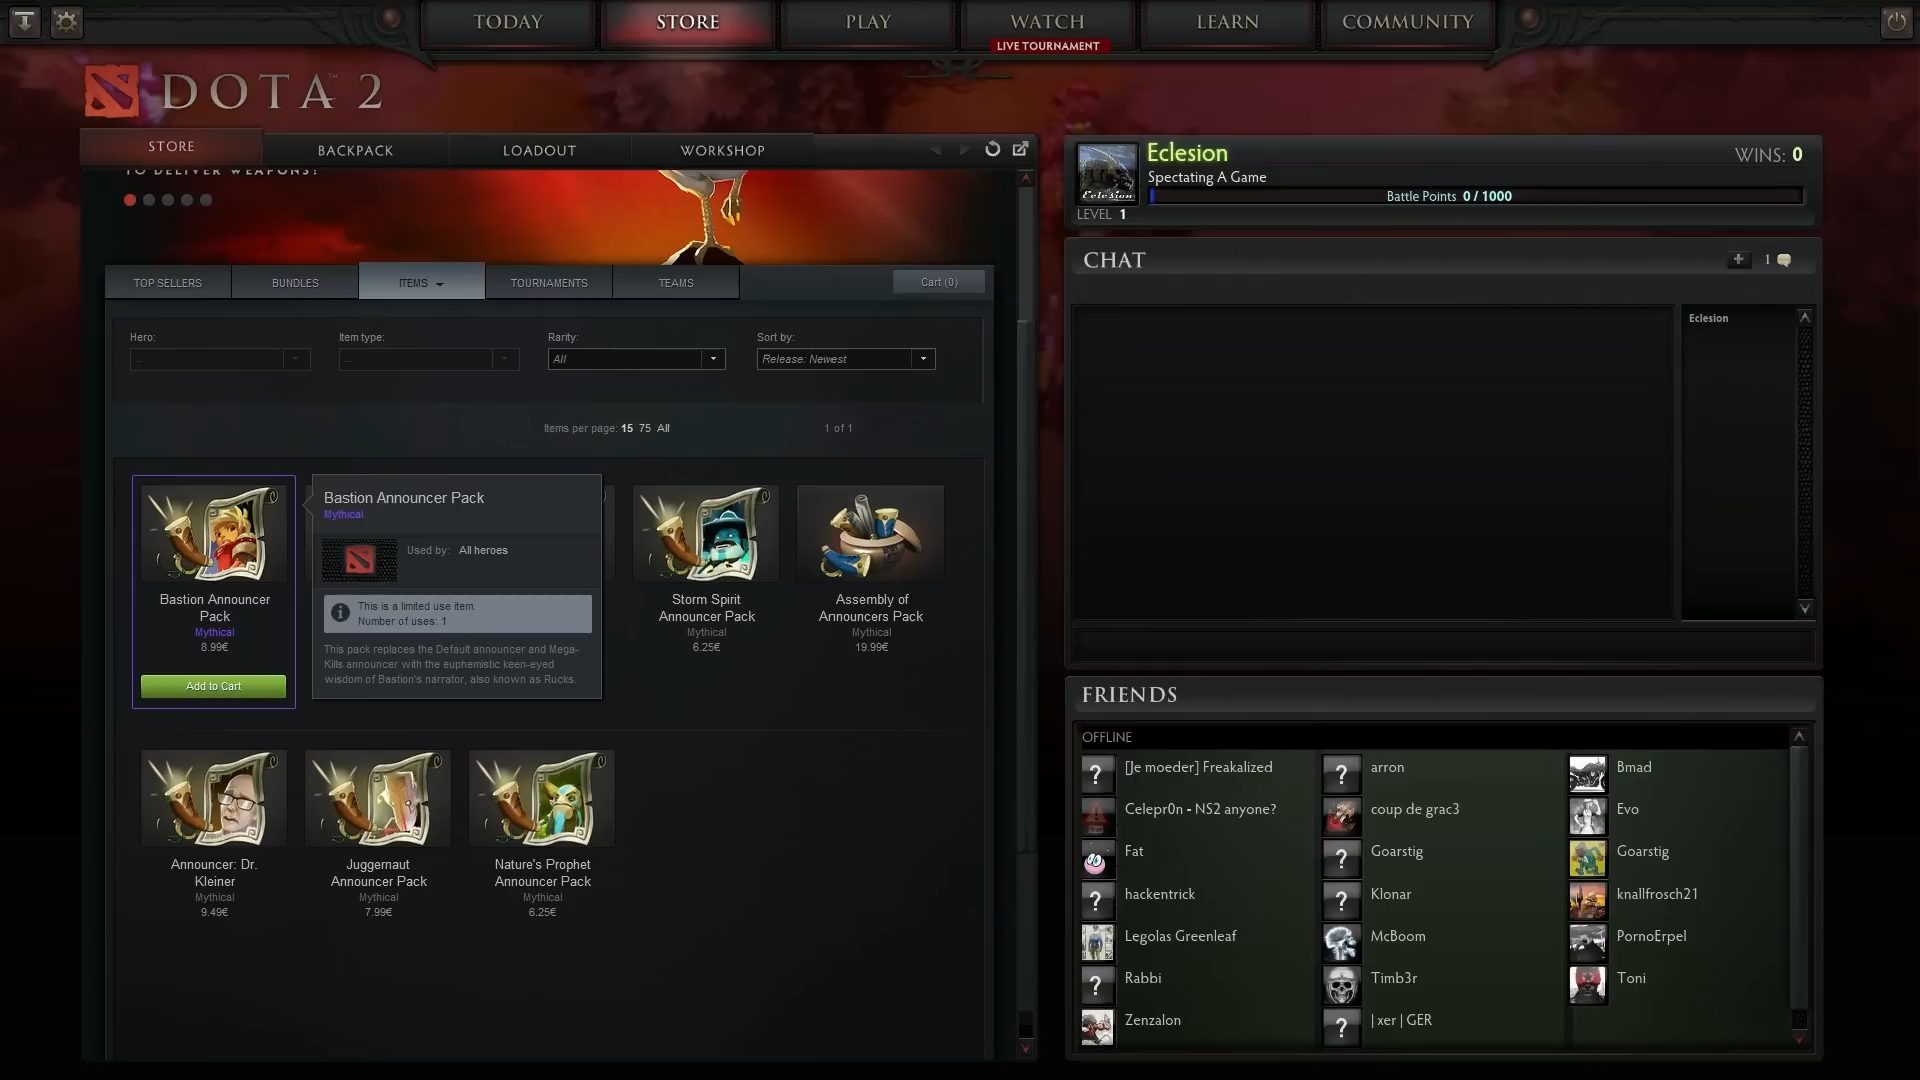 TODAY
STORE
PLAY
WATCH
LIVE TOURNAMENT
LEARN
COMMUNITY
DOTA 2
STORE
BACKPACK
LOADOUT
WORKSHOP
TO DELIVER WEAPONS!
TOP SELLERS
BUNDLES
ITEMS
TOURNAMENTS
TEAMS
Cart (0)
Hero:
Item type:
Rarity:
Sort by:
...
...
All
Release: Newest
Items per page: 15 75 All
1 of 1
Bastion Announcer
Pack
Mythical
8.99€
Add to Cart
Bastion Announcer Pack
Mythical
Used by: All heroes
This is a limited use item.
Number of uses: 1
This pack replaces the Default announcer and Mega-
Kills announcer with the euphemistic keen-eyed
wisdom of Bastion's narrator, also known as Rucks.
Storm Spirit
Announcer Pack
Mythical
6.25€
Assembly of
Announcers Pack
Mythical
19.99€
Announcer: Dr.
Kleiner
Mythical
9.49€
Juggernaut
Announcer Pack
Mythical
7.99€
Nature's Prophet
Announcer Pack
Mythical
6.25€
Eclesion
Eclesion
WINS: 0
Spectating A Game
Battle Points 0 / 1000
LEVEL 1
CHAT
1
Eclesion
FRIENDS
OFFLINE
[Je moeder] Freakalized
arron
Bmad
Celepr0n - NS2 anyone?
coup de grac3
Evo
Fat
Goarstig
Goarstig
hackentrick
Klonar
knallfrosch21
Legolas Greenleaf
McBoom
PornoErpel
Rabbi
Timb3r
Toni
Zenzalon
| xer | GER